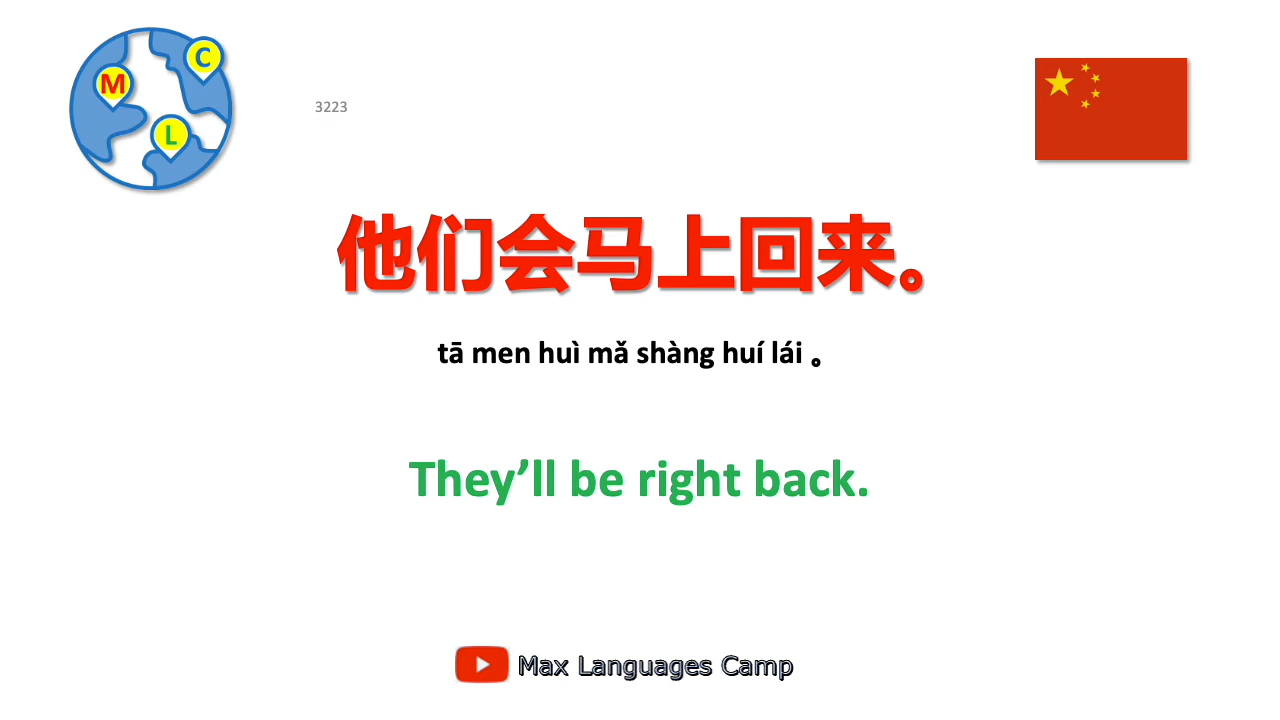 C
M
L
3223
他们会马上回来。
tā men huì mǎ shàng huí lái 。
They’ll be right back.
Max Languages Camp